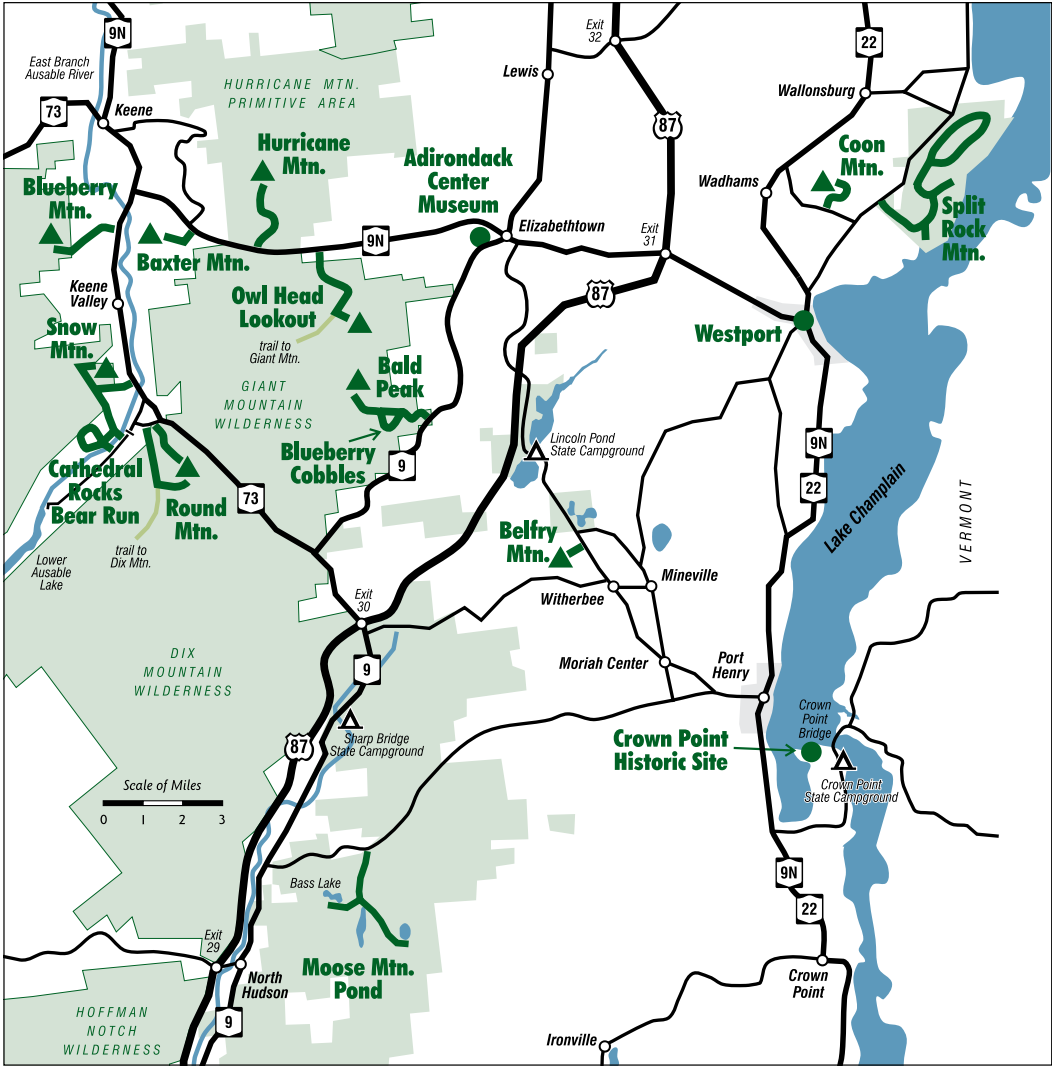 9N
Exit
32
22
East Branch
Ausable River
Lewis
HURRICANE MTN.
PRIMITIVE AREA
Wallonsburg
73
Keene
87
Hurricane
Mtn.
Adirondack
Center
Museum
Coon
Mtn.
Blueberry
Mtn.
Wadhams
Split
Rock
Mtn.
Elizabethtown
Exit
31
9N
Baxter Mtn.
Keene
Valley
Owl Head
Lookout
87
Snow
Mtn.
trail to
Giant Mtn.
Westport
Bald
Peak
GIANT
MOUNTAIN
WILDERNESS
Blueberry
Cobbles
Lincoln Pond
State Campground
9N
9
22
Cathedral
Rocks
Bear Run
Round
Mtn.
73
Lake Champlain
VERMONT
trail to
Dix Mtn.
Belfry
Mtn.
Lower
Ausable
Lake
Mineville
Witherbee
Exit
30
DIX
MOUNTAIN
WILDERNESS
9
Moriah Center
Port
Henry
Crown
Point
Bridge
87
Sharp Bridge
State Campground
Crown Point
Historic Site
Crown Point
State Campground
Scale of Miles
0 1 2 3
9N
Bass Lake
22
Exit
29
North
Hudson
Moose Mtn.
Pond
Crown
Point
9
HOFFMAN
NOTCH
WILDERNESS
Ironville